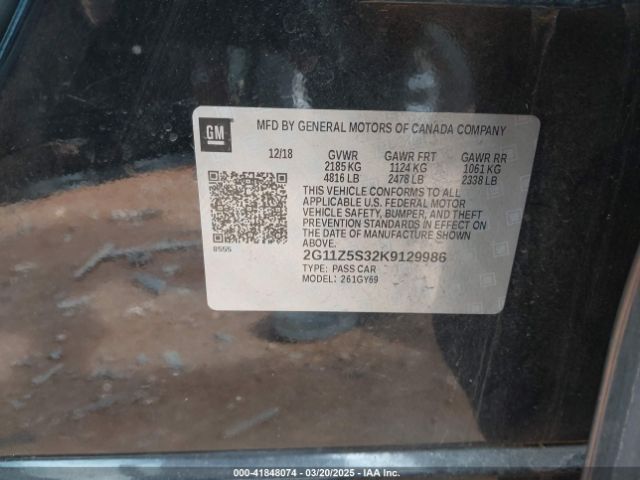 GM
MFD BY GENERAL MOTORS OF CANADA COMPANY
12/18 GVWR GAWR FRT GAWR RR
2185 KG 1124 KG 1061 KG
4816 LB 2478 LB 2338 LB
THIS VEHICLE CONFORMS TO ALL
APPLICABLE U.S. FEDERAL MOTOR
VEHICLE SAFETY, BUMPER, AND THEFT
PREVENTION STANDARDS IN EFFECT ON
THE DATE OF MANUFACTURE SHOWN
ABOVE.
8555
2G11Z5S32K9129986
TYPE: PASS CAR
MODEL: 261GY69
000-41848074 | 03/20/2025 - IAAI.COM